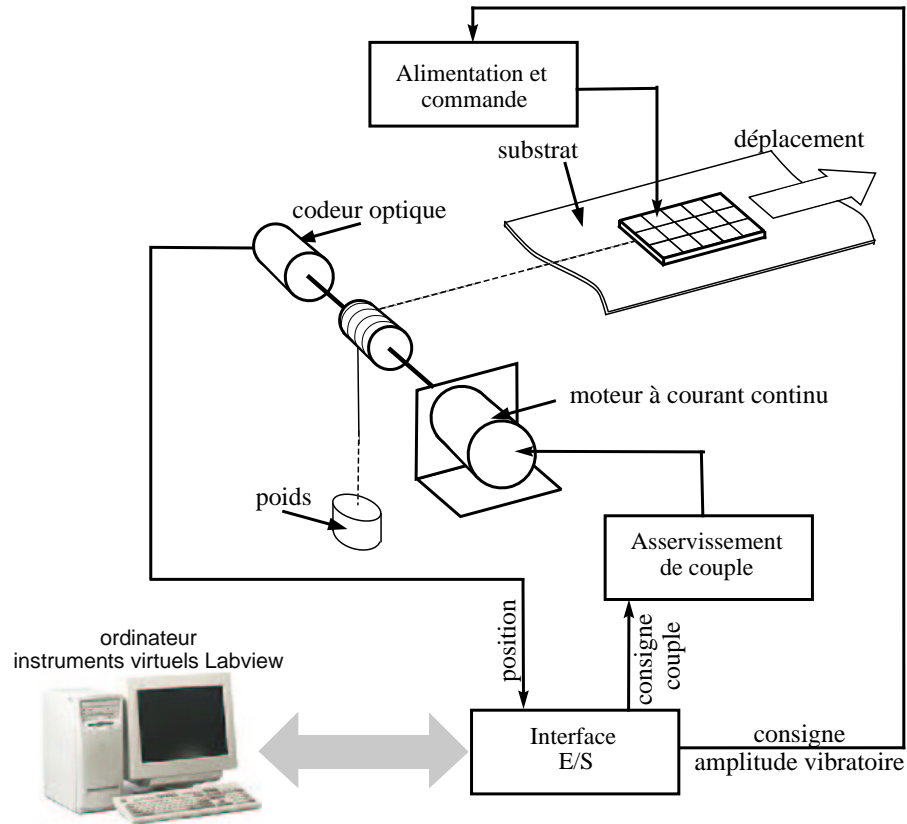 Alimentation et
commande
déplacement
substrat
codeur optique
moteur à courant continu
poids
Asservissement
de couple
position
consigne
couple
ordinateur
instruments virtuels Labview
Interface
E/S
consigne
amplitude vibratoire